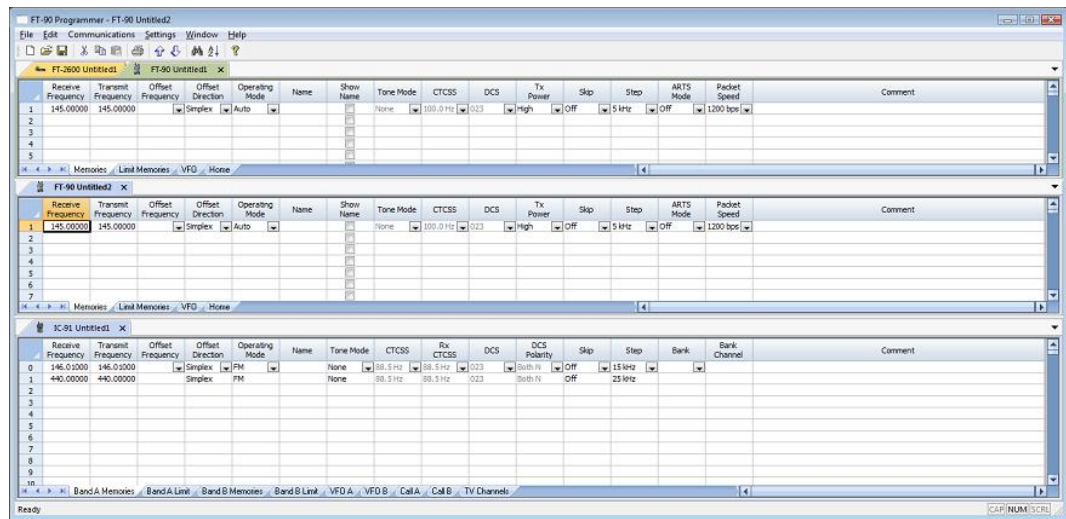 FT-90 Programmer - FT-90 Untitled2
File Edit Communications Settings Window Help
FT-2600 Untitled1 FT-90 Untitled1 x
Receive Frequency Transmit Frequency Offset Frequency Offset Direction Operating Mode Name Show Name Tone Mode CTCSS DCS Tx Power Skip Step ARTS Mode Packet Speed Comment
1 145.00000 145.00000 Simplex Auto None 100.0 Hz 023 High Off 5 kHz Off 1200 bps
2
3
4
5
Memories Limit Memories VFO Home
FT-90 Untitled2 x
Receive Frequency Transmit Frequency Offset Frequency Offset Direction Operating Mode Name Show Name Tone Mode CTCSS DCS Tx Power Skip Step ARTS Mode Packet Speed Comment
1 145.00000 145.00000 Simplex Auto None 100.0 Hz 023 High Off 5 kHz Off 1200 bps
2
3
4
5
6
7
Memories Limit Memories VFO Home
IC-91 Untitled1 x
Receive Frequency Transmit Frequency Offset Frequency Offset Direction Operating Mode Name Tone Mode CTCSS Rx CTCSS DCS DCS Polarity Skip Step Bank Bank Channel Comment
0 146.01000 146.01000 Simplex FM None 88.5 Hz 88.5 Hz 023 Both N Off 15 kHz
1 440.00000 440.00000 Simplex FM None 88.5 Hz 88.5 Hz 023 Both N Off 25 kHz
2
3
4
5
6
7
8
9
10
Band A Memories Band A Limit Band B Memories Band B Limit VFO A VFO B Call A Call B TV Channels
Ready CAP NUM SCRL